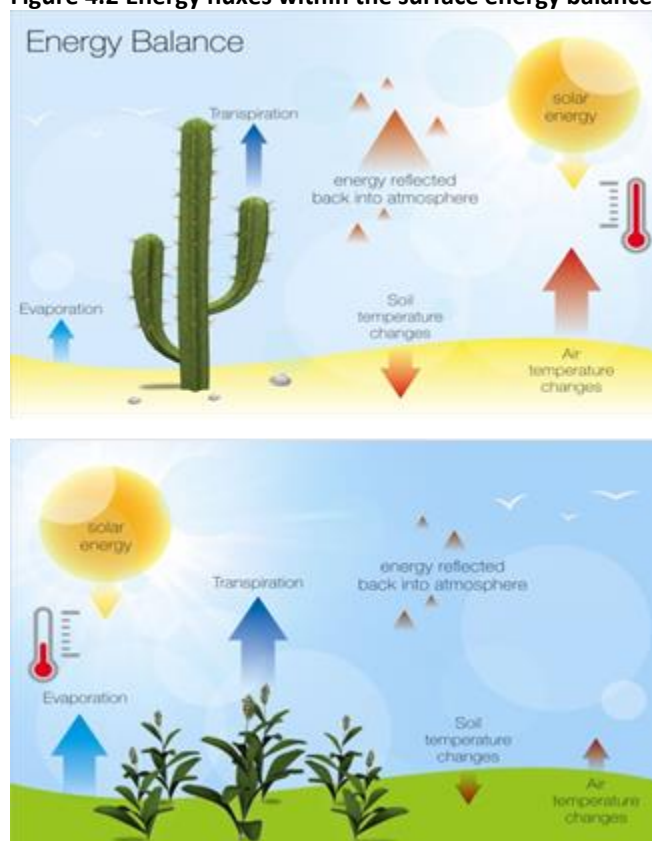 Figure 4.2 Energy fluxes within the surface energy balance
Energy Balance
Transpiration
solar
energy
energy reflected
back into atmosphere
Evaporation
Soil
temperature
changes
Air
temperature
changes
solar
energy
Transpiration
energy reflected
back into atmosphere
Evaporation
Soil
temperature
changes
Air
temperature
changes